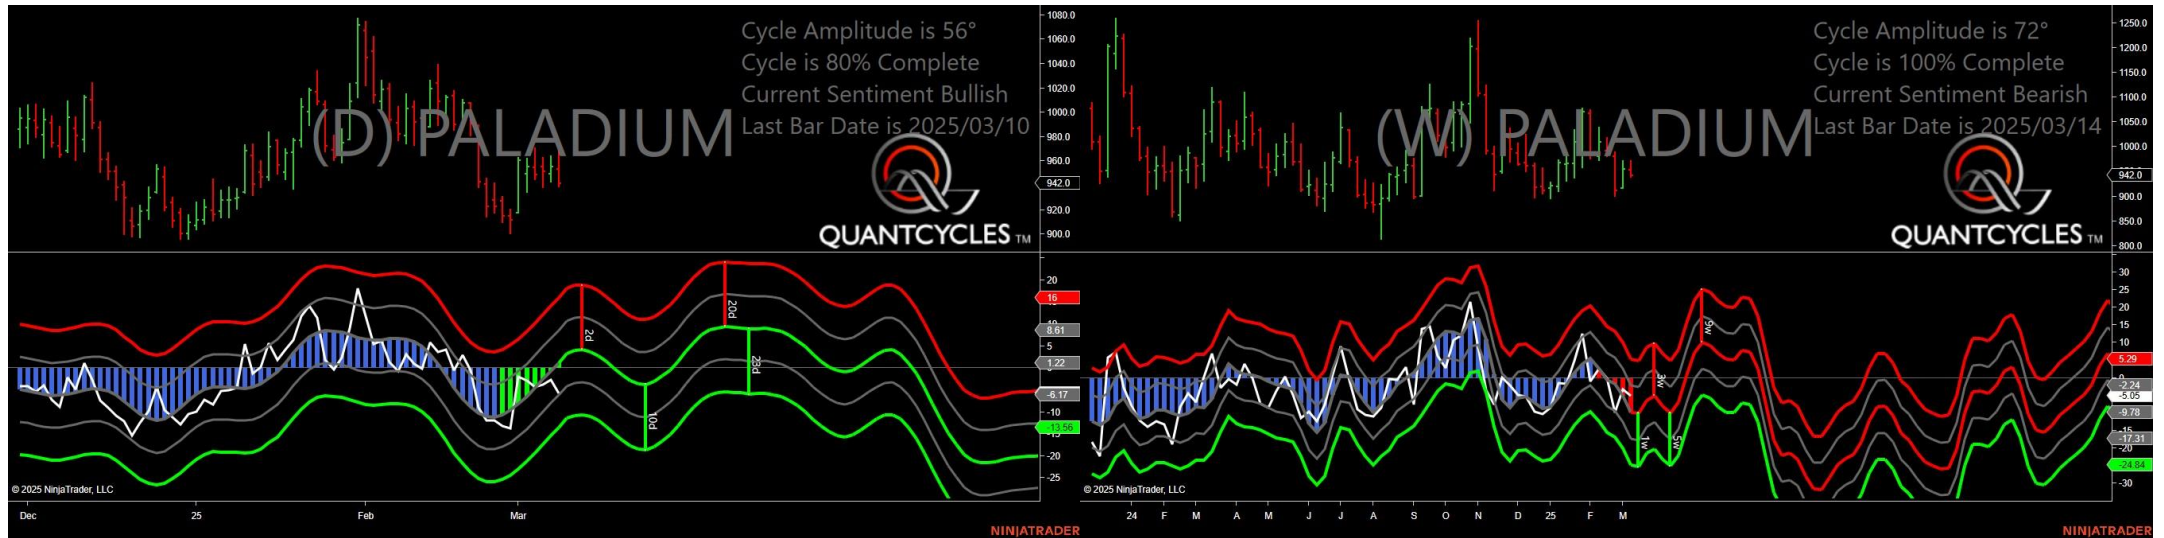 Cycle Amplitude is 56°
Cycle is 80% Complete
Current Sentiment Bullish
Last Bar Date is 2025/03/10
(D) PALADIUM
QUANTCYCLES TM
1080.0
1060.0
1040.0
1020.0
1000.0
980.0
960.0
942.0
920.0
900.0
2d
10d
20d
23d
20
16
8.61
5
1.22
0
-6.17
-10
-13.56
-20
-25
© 2025 NinjaTrader, LLC
Dec
25
Feb
Mar
NINJATRADER
Cycle Amplitude is 72°
Cycle is 100% Complete
Current Sentiment Bearish
Last Bar Date is 2025/03/14
(W) PALADIUM
QUANTCYCLES TM
1250.0
1200.0
1150.0
1100.0
1050.0
1000.0
942.0
900.0
850.0
800.0
1w
3w
5w
9w
30
25
20
15
10
5.29
-2.24
-5.05
-9.78
-17.31
-20
-24.84
-30
© 2025 NinjaTrader, LLC
24
F
M
A
M
J
J
A
S
O
N
D
25
F
M
NINJATRADER